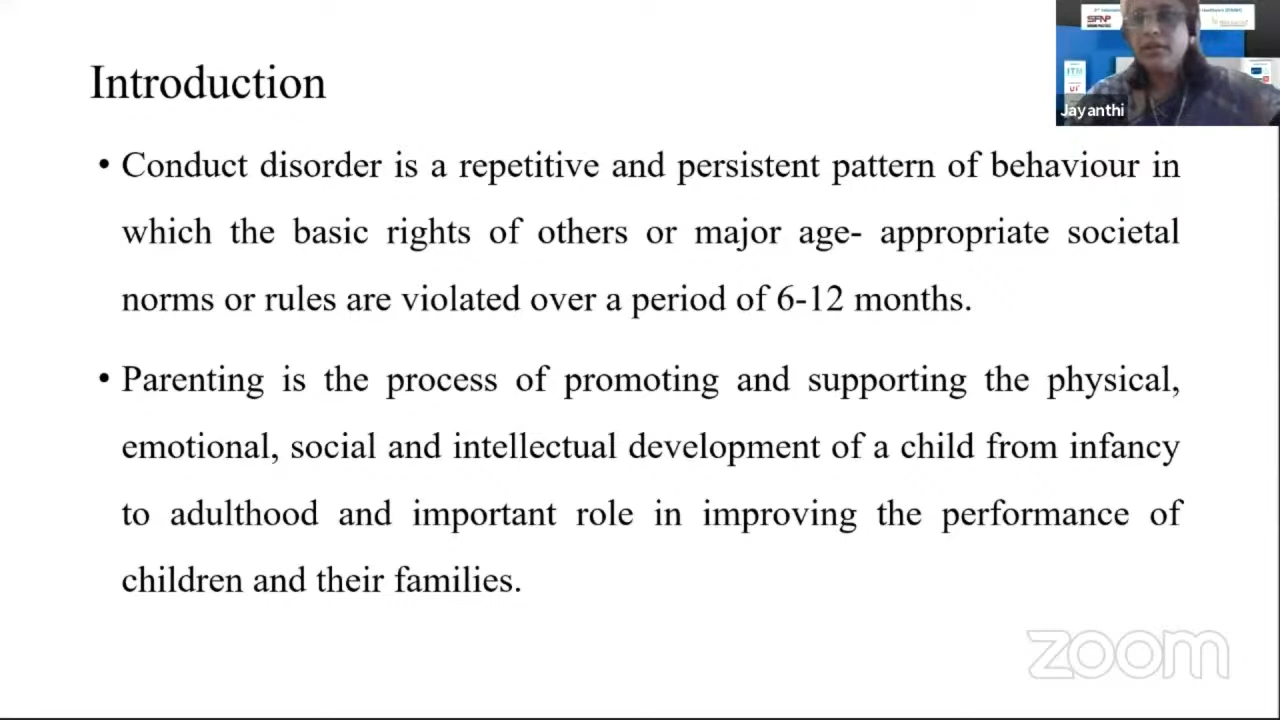 Introduction
• Conduct disorder is a repetitive and persistent pattern of behaviour in
which the basic rights of others or major age- appropriate societal
norms or rules are violated over a period of 6-12 months.
• Parenting is the process of promoting and supporting the physical,
emotional, social and intellectual development of a child from infancy
to adulthood and important role in improving the performance of
children and their families.
SFNP
ITM
Jayanthi
zoom